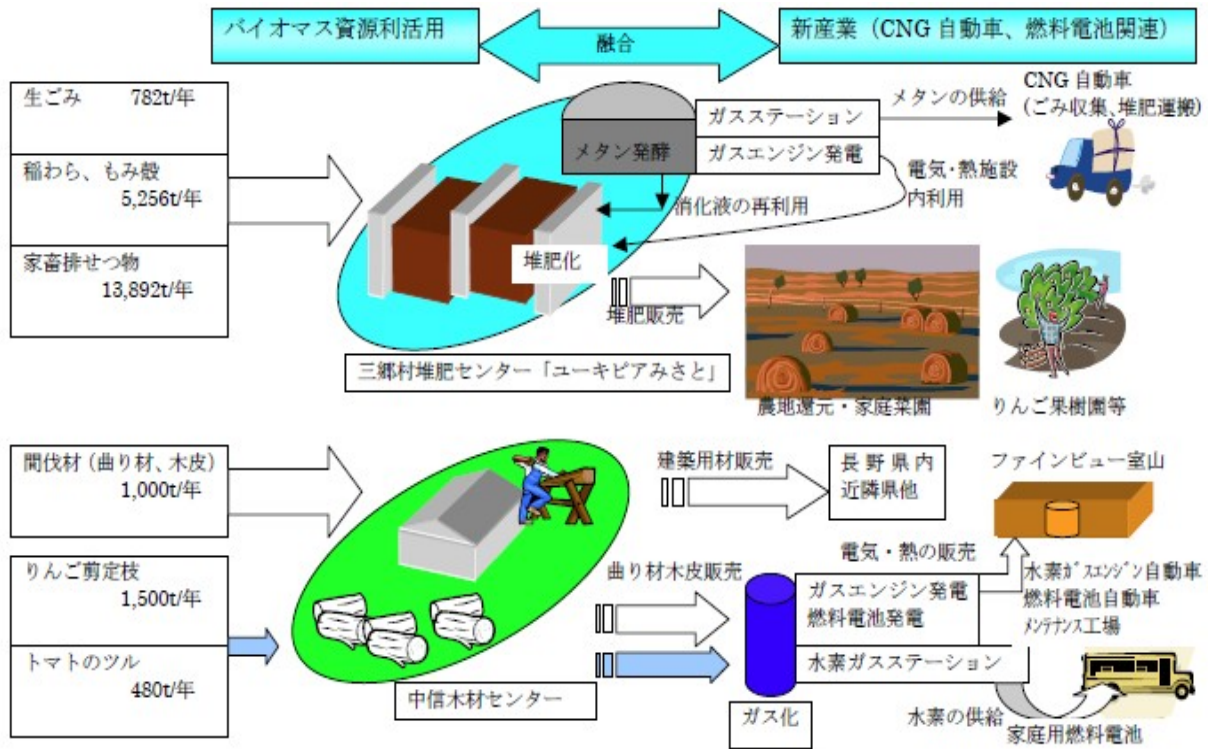 バイオマス資源利活用
融合
新産業（CNG 自動車、燃料電池関連）
生ごみ 782t/年
稲わら、もみ殻
5,256t/年
家畜排せつ物
13,892t/年
メタン発酵
ガスステーション
ガスエンジン発電
メタンの供給
CNG 自動車
(ごみ収集、堆肥運搬)
電気・熱施設
内利用
消化液の再利用
堆肥化
堆肥販売
三郷村堆肥センター「ユーキピアみさと」
農地還元・家庭菜園
りんご果樹園等
間伐材（曲り材、木皮）
1,000t/年
りんご剪定枝
1,500t/年
トマトのツル
480t/年
中信木材センター
建築用材販売
長野県内
近隣県他
ファインビュー室山
曲り材木皮販売
電気・熱の販売
ガスエンジン発電
燃料電池発電
水素ガスステーション
ガス化
水素ｶﾞｽｴﾝｼﾞﾝ自動車
燃料電池自動車
ﾒﾝﾃﾅﾝｽ工場
水素の供給
家庭用燃料電池